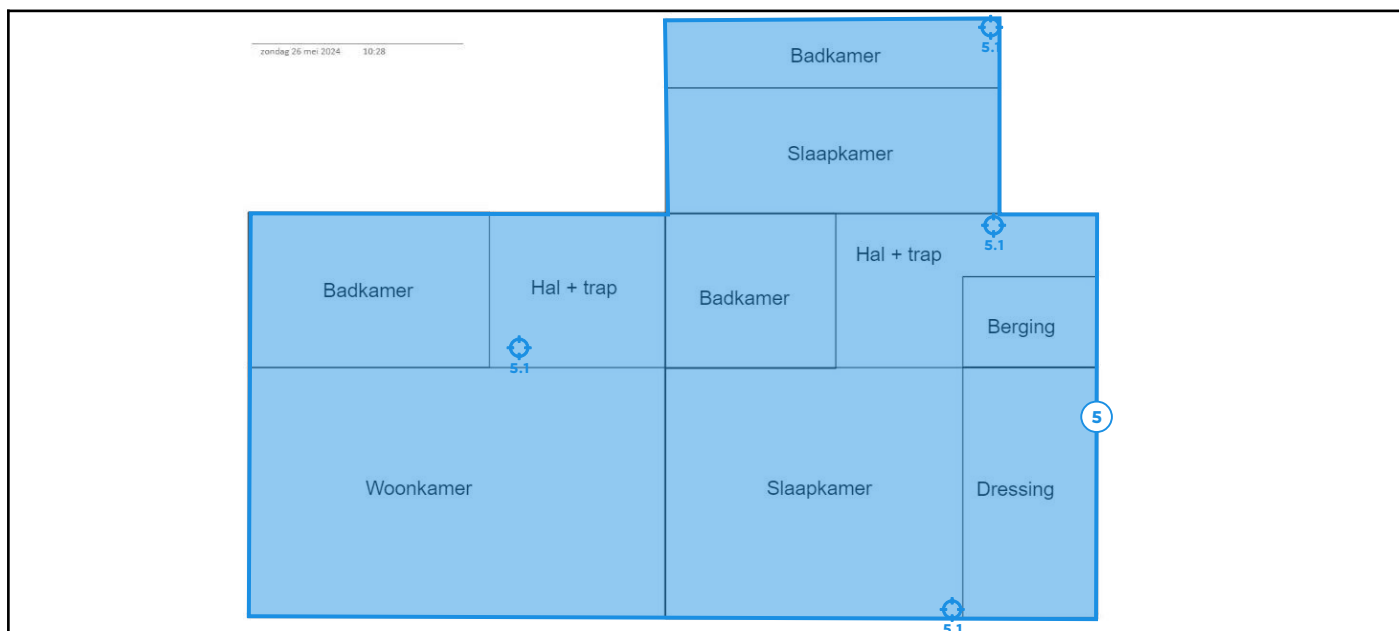 zondag 26 mei 2024 10:28
Badkamer
5.1
Slaapkamer
5.1
Hal + trap
Badkamer
Hal + trap
Badkamer
Berging
5.1
5
Woonkamer
Slaapkamer
Dressing
5.1